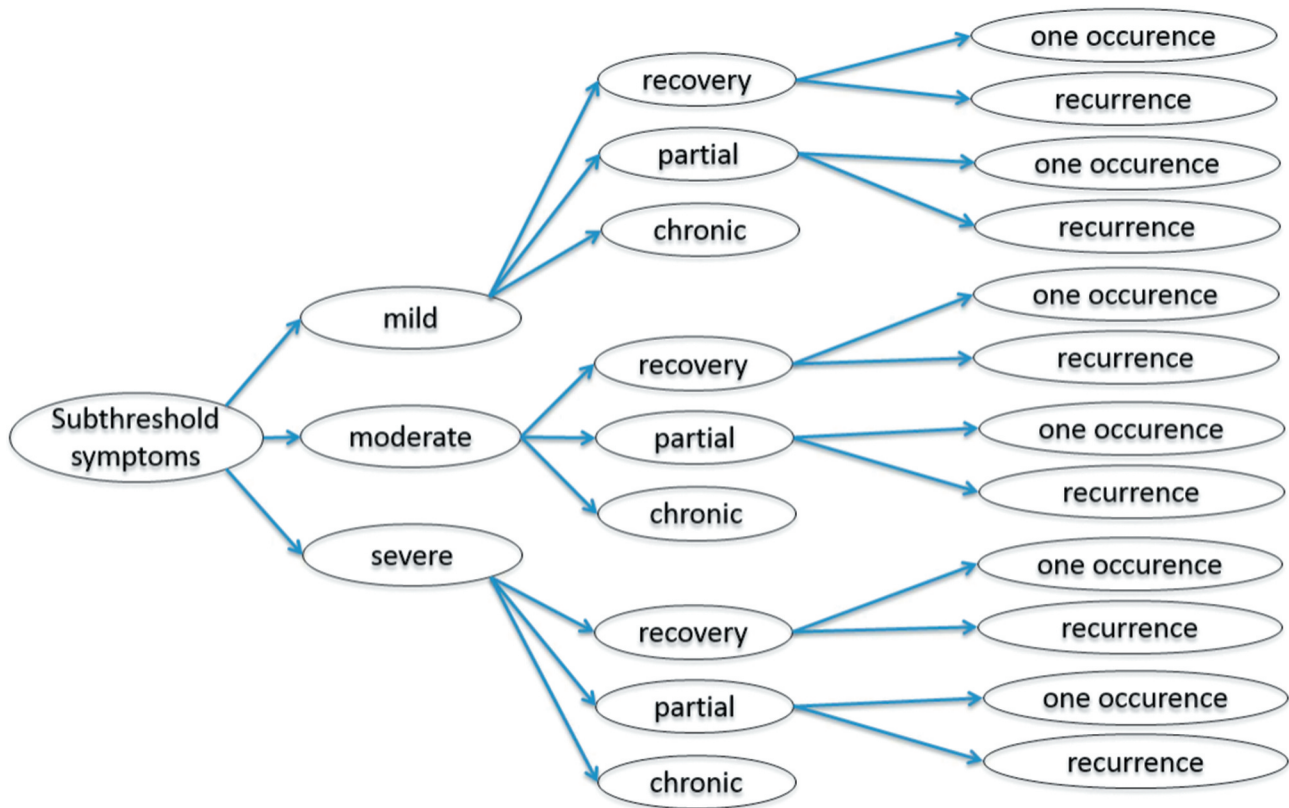 one occurence
recovery
recurrence
partial
one occurence
chronic
recurrence
mild
one occurence
recovery
recurrence
Subthreshold
symptoms
moderate
partial
one occurence
chronic
recurrence
severe
one occurence
recovery
recurrence
partial
one occurence
chronic
recurrence